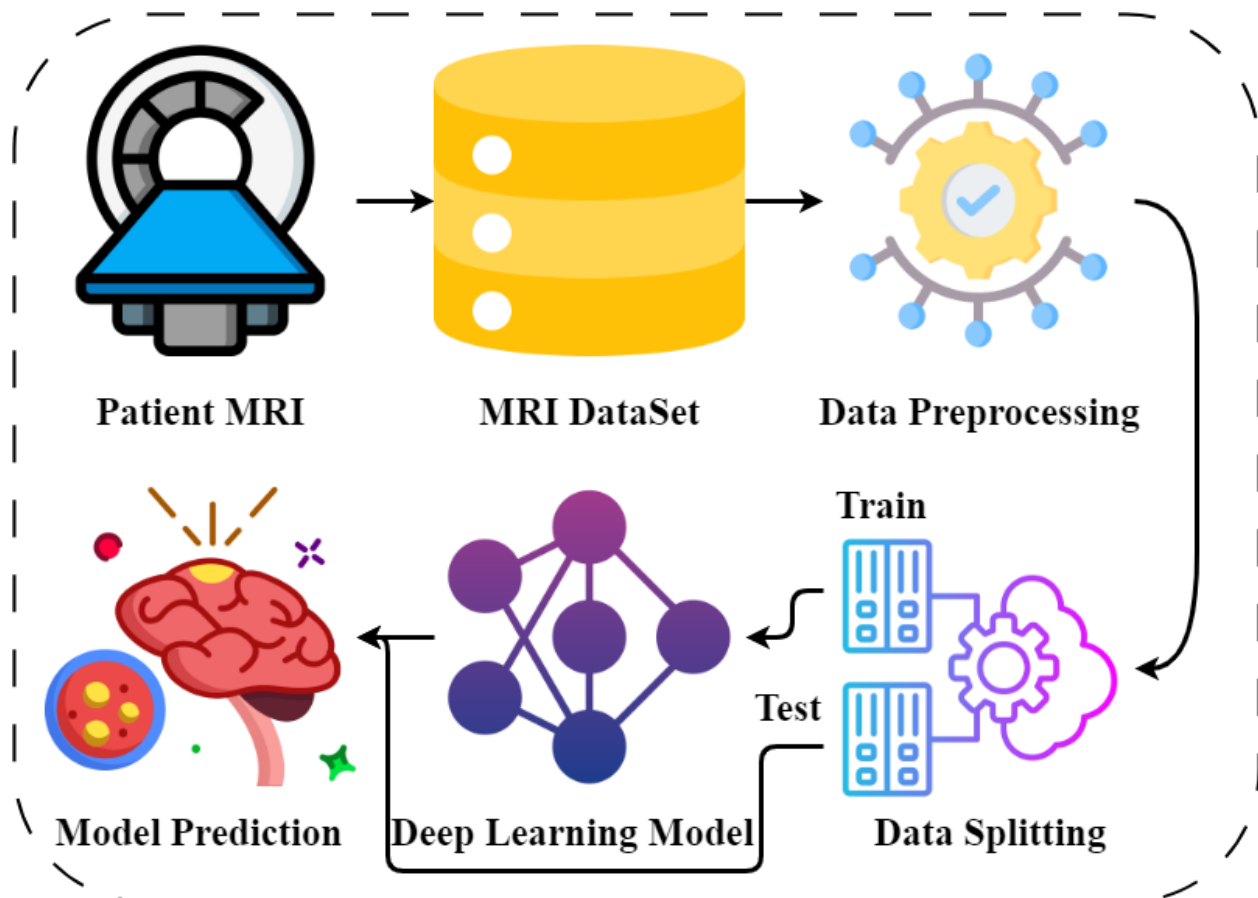 Patient MRI
MRI DataSet
Data Preprocessing
Train
Test
Model Prediction
Deep Learning Model
Data Splitting